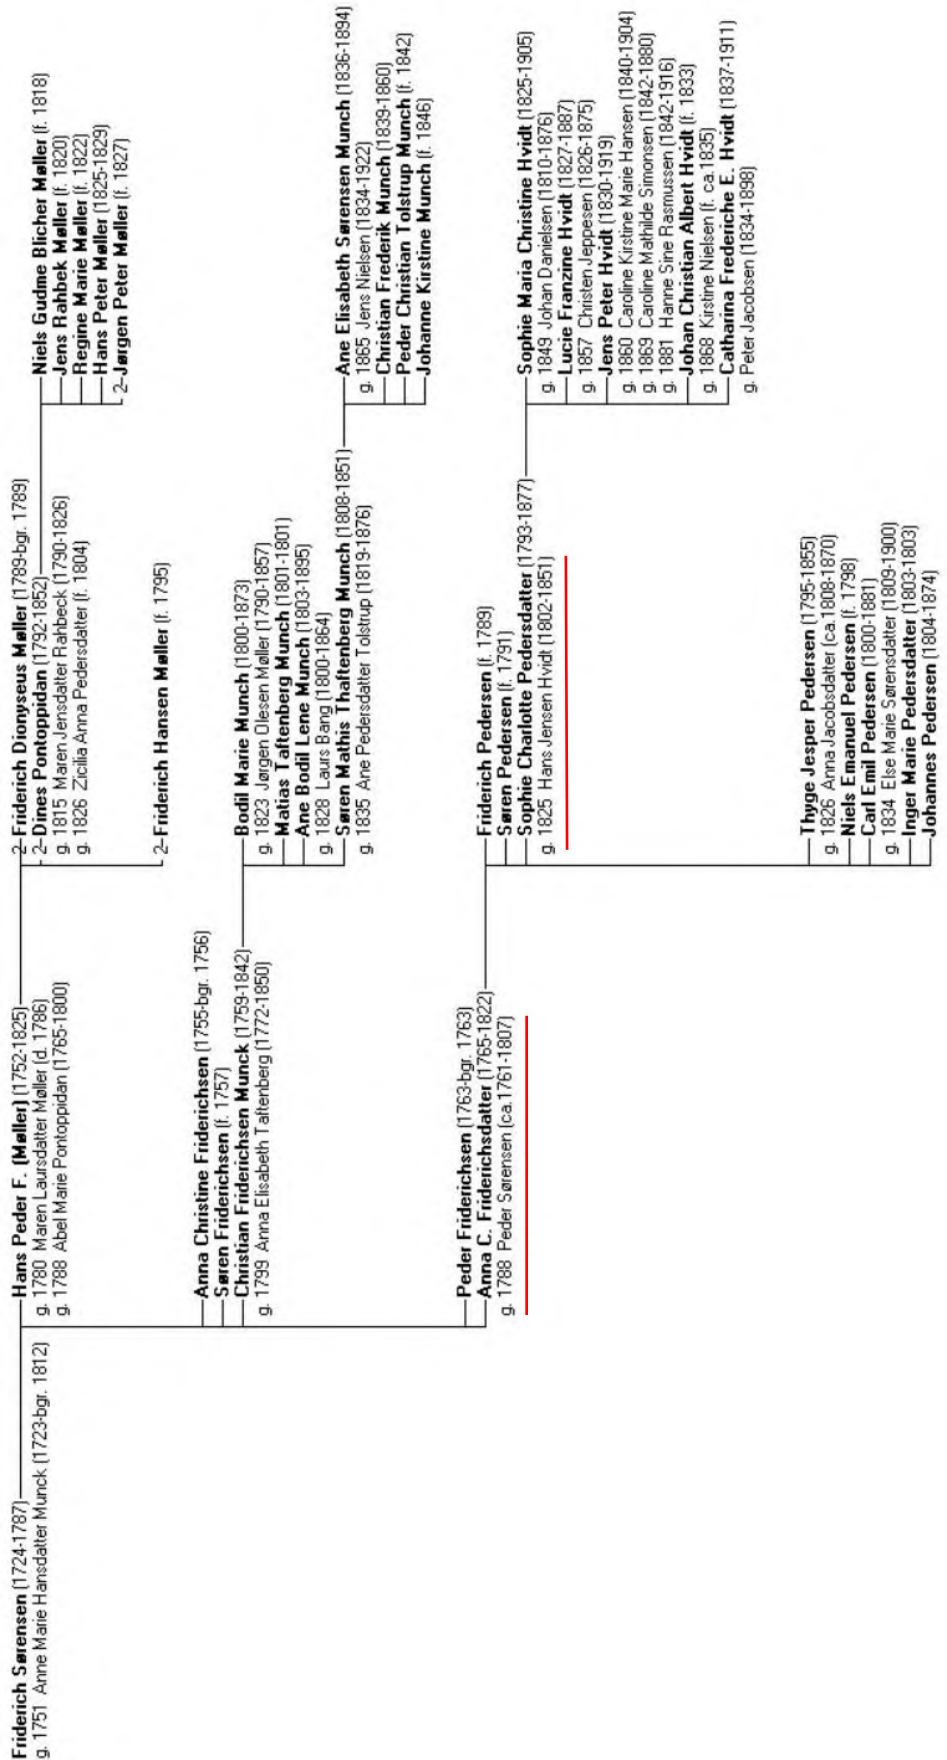 Friderich Sørensen (1724-1787)
g. 1751 Anne Marie Hansdatter Munck (1723-bgr. 1812)
Hans Peder F. (Møller) (1752-1825)
g. 1780 Maren Laursdatter Møller (d. 1786)
g. 1788 Abel Marie Pontoppidan (1765-1800)
2-Friderich Dionyseus Møller (1789-bgr. 1789)
2-Dines Pontoppidan (1792-1852)
g. 1815 Maren Jensdatter Rahbeck (1790-1826)
g. 1826 Zicilia Anna Pedersdatter (f. 1804)
Niels Gudme Blicher Møller (f. 1818)
Jens Rahbek Møller (f. 1820)
Regine Marie Møller (f. 1822)
Hans Peter Møller (1825-1829)
2-Jørgen Peter Møller (f. 1827)
2-Friderich Hansen Møller (f. 1795)
Anna Christine Friderichsen (1755-bgr. 1756)
Søren Friderichsen (f. 1757)
Christian Friderichsen Munck (1759-1842)
g. 1799 Anna Elisabeth Taftenberg (1772-1850)
Bodil Marie Munch (1800-1873)
g. 1823 Jørgen Olesen Møller (1790-1857)
Matias Taftenberg Munch (1801-1801)
Ane Bodil Lene Munch (1803-1895)
g. 1828 Laurs Bang (1800-1864)
Søren Mathis Thaftenberg Munch (1808-1851)
g. 1835 Ane Pedersdatter Tolstrup (1819-1876)
Ane Elisabeth Sørensen Munch (1836-1894)
g. 1865 Jens Nielsen (1834-1922)
Christian Frederik Munch (1839-1860)
Peder Christian Tolstrup Munch (f. 1842)
Johanne Kirstine Munch (f. 1846)
Peder Friderichsen (1763-bgr. 1763)
Anna C. Friderichsdatter (1765-1822)
g. 1788 Peder Sørensen (ca.1761-1807)
Friderich Pedersen (f. 1789)
Søren Pedersen (f. 1791)
Sophie Charlotte Pedersdatter (1793-1877)
g. 1825 Hans Jensen Hvidt (1802-1851)
Sophie Maria Christine Hvidt (1825-1905)
g. 1849 Johan Danielsen (1810-1876)
Lucie Franzine Hvidt (1827-1887)
g. 1857 Christen Jeppesen (1826-1875)
Jens Peter Hvidt (1830-1919)
g. 1860 Caroline Kirstine Marie Hansen (1840-1904)
g. 1869 Caroline Mathilde Simonsen (1842-1880)
g. 1881 Hanne Sine Rasmussen (1842-1916)
Johan Christian Albert Hvidt (f. 1833)
g. 1868 Kirstine Nielsen (f. ca.1835)
Catharina Frederiche E. Hvidt (1837-1911)
g. Peter Jacobsen (1834-1898)
Thyge Jesper Pedersen (1795-1855)
g. 1826 Anna Jacobsdatter (ca.1808-1870)
Niels Emanuel Pedersen (f. 1798)
Carl Emil Pedersen (1800-1881)
g. 1834 Else Marie Sørensdatter (1809-1900)
Inger Marie Pedersdatter (1803-1803)
Johannes Pedersen (1804-1874)